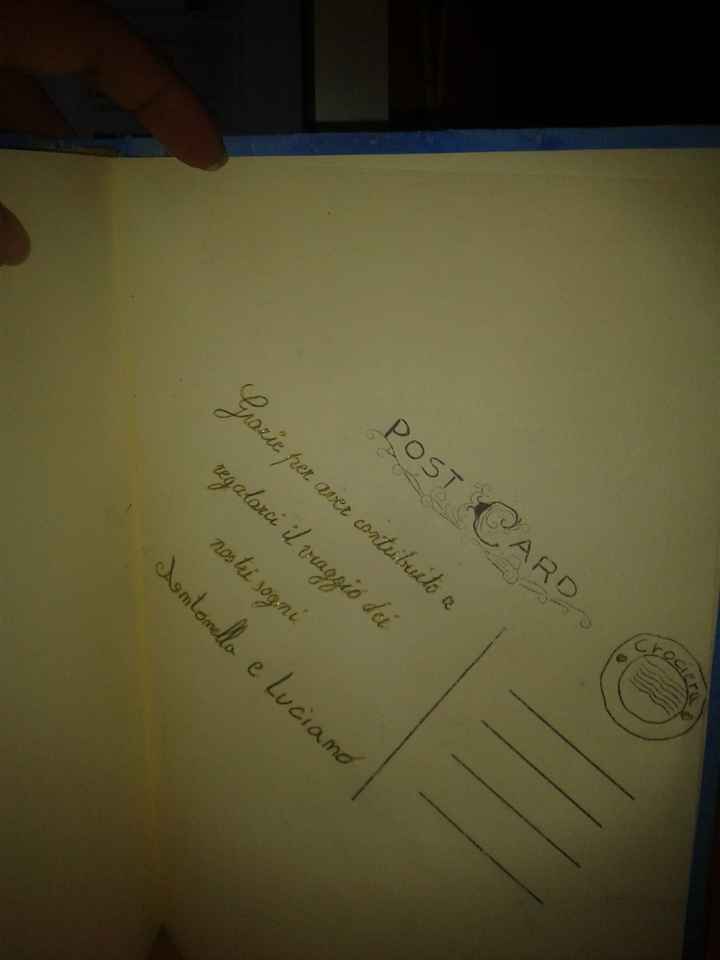 POST CARD
Grazie per aver contribuito a
regalarci il viaggio dei
nostri sogni
Antonella e Luciano
Crociera